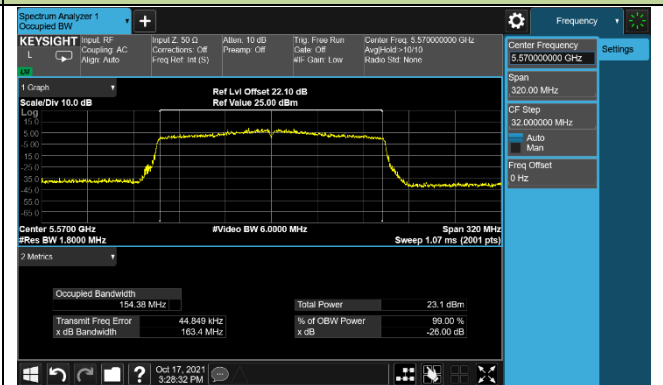 Spectrum Analyzer 1
Occupied BW
+
Frequency
KEYSIGHT
L
Input: RF
Coupling: AC
Align: Auto
Input Z: 50 Ω
Corrections: Off
Freq Ref: Int (S)
Atten: 10 dB
Preamp: Off
Trig: Free Run
Gate: Off
#IF Gain: Low
Center Freq: 5.570000000 GHz
Avg|Hold:>10/10
Radio Std: None
Center Frequency
5.570000000 GHz
Settings
Span
320.00 MHz
CF Step
32.000000 MHz
Auto
Man
Freq Offset
0 Hz
1 Graph
Scale/Div 10.0 dB
Ref Lvl Offset 22.10 dB
Ref Value 25.00 dBm
Log
15.0
5.00
-5.00
-15.0
-25.0
-35.0
-45.0
-55.0
-65.0
Center 5.5700 GHz
#Res BW 1.8000 MHz
#Video BW 6.0000 MHz
Span 320 MHz
Sweep 1.07 ms (2001 pts)
2 Metrics
Occupied Bandwidth
154.38 MHz
Total Power 23.1 dBm
Transmit Freq Error 44.849 kHz
% of OBW Power 99.00 %
x dB Bandwidth 163.4 MHz
x dB -26.00 dB
?
Oct 17, 2021
3:28:32 PM